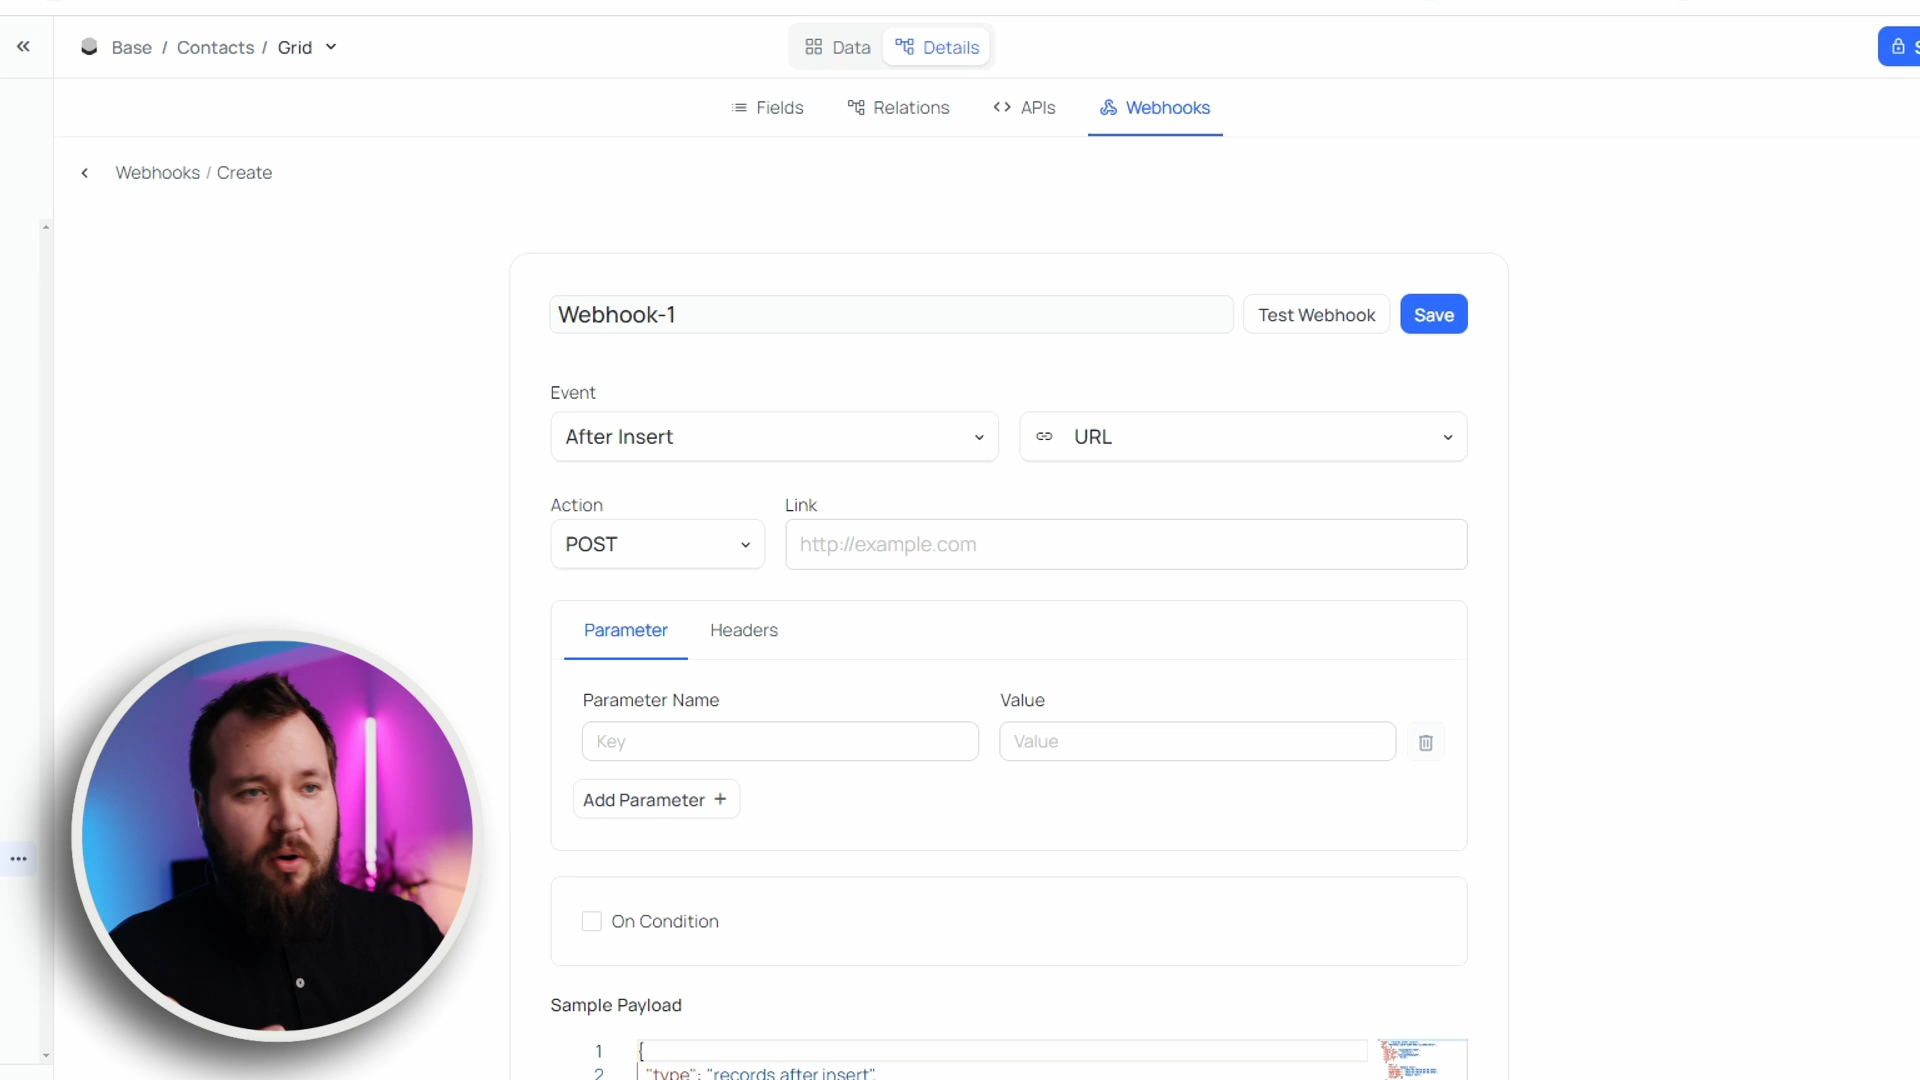 Base / Contacts / Grid
Data
Details
Fields
Relations
APIs
Webhooks
Webhooks / Create
Webhook-1
Test Webhook
Save
Event
After Insert
URL
Action
Link
POST
http://example.com
Parameter
Headers
Parameter Name
Value
Key
Value
Add Parameter +
On Condition
Sample Payload
1 {
2 "type": "records.after.insert",